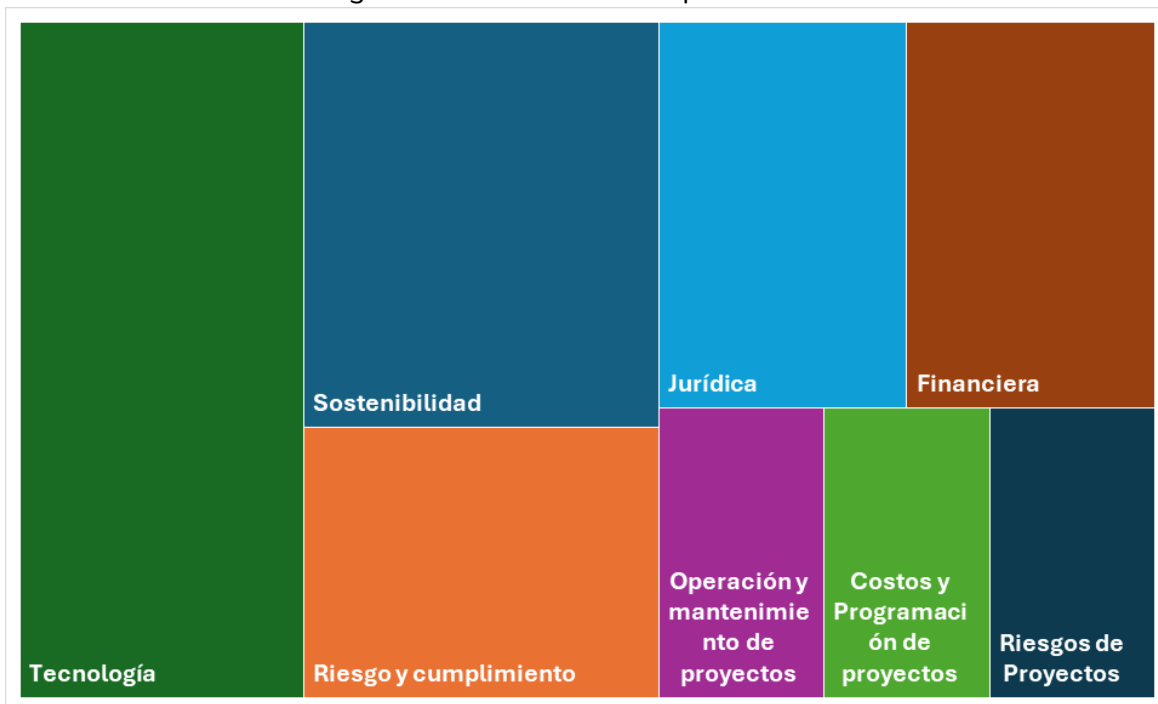 Jurídica
Financiera
Sostenibilidad
Operación y
mantenimie
nto de
proyectos
Costos y
Programaci
ón de
proyectos
Riesgos de
Proyectos
Tecnología
Riesgo y cumplimiento